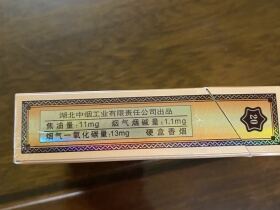 湖北中烟工业有限责任公司出品
焦油量:11mg 烟气烟碱量:1.1mg
烟气一氧化碳量:13mg 硬盒香烟
20